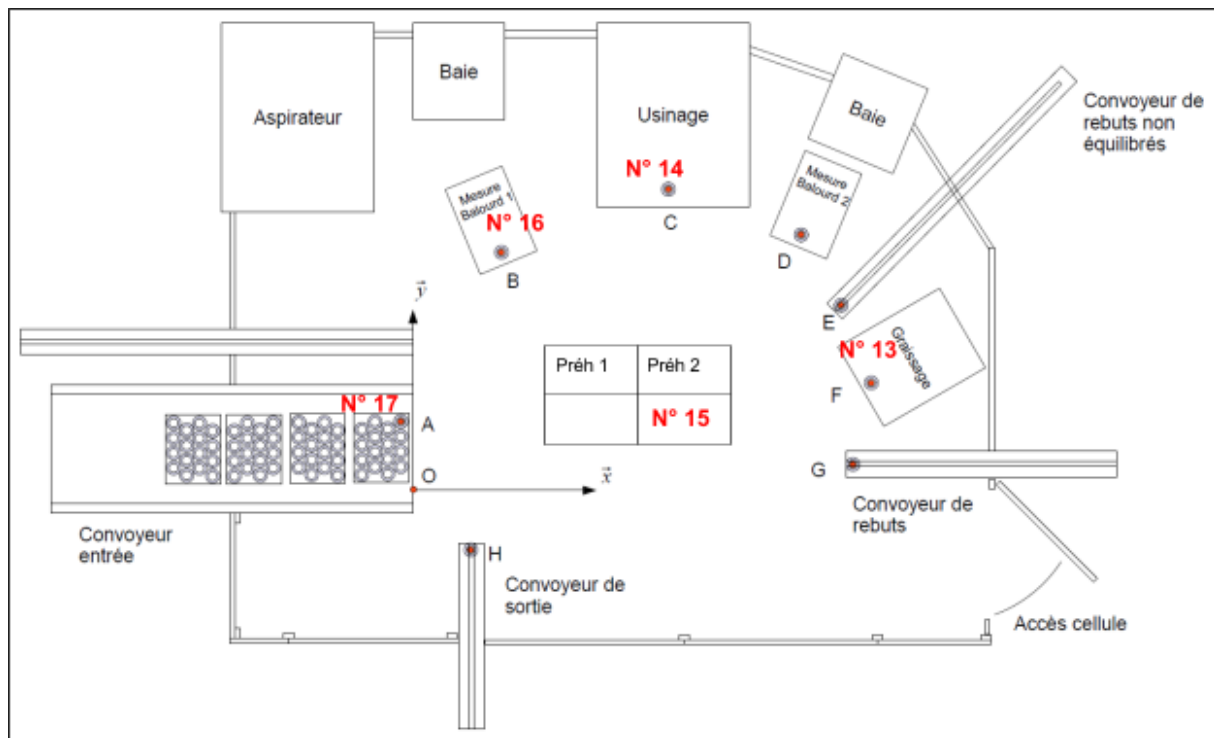 Aspirateur
Baie
Usinage
N° 14
C
Baie
Convoyeur de
rebuts non
équilibrés
Mesure
Balourd 1
N° 16
B
Mesure
Balourd 2
D
E
y
N° 13
Graissage
F
Préh 1
Préh 2
N° 15
N° 17
A
O
x
G
Convoyeur de
rebuts
Convoyeur
entrée
H
Convoyeur de
sortie
Accès cellule